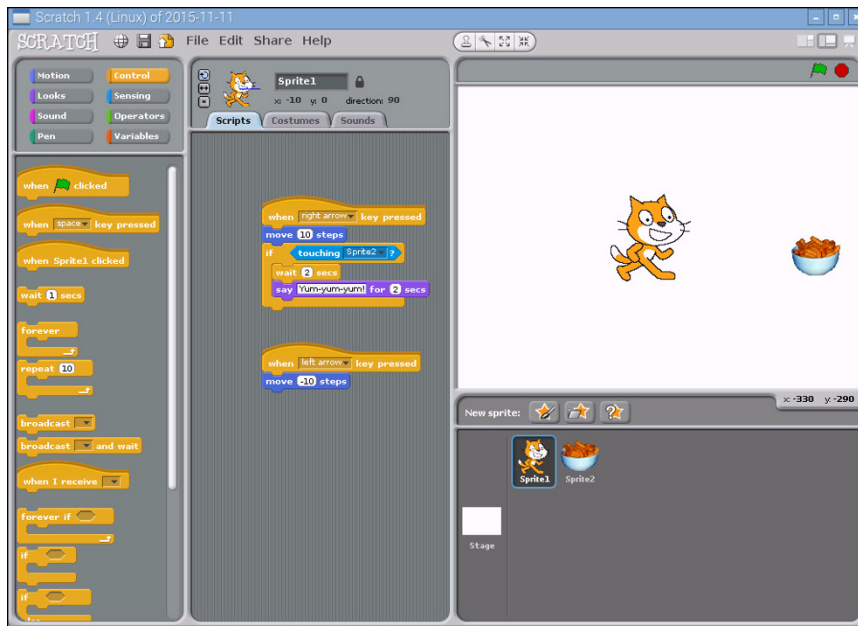 Scratch 1.4 (Linux) of 2015-11-11
SCRATCH File Edit Share Help
Motion Control
Looks Sensing
Sound Operators
Pen Variables
when clicked
when space key pressed
when Sprite1 clicked
wait 1 secs
forever
repeat 10
broadcast
broadcast and wait
when I receive
forever if
if
if
Sprite1
x: -10 y: 0 direction: 90
Scripts Costumes Sounds
when right arrow key pressed
move 10 steps
if touching Sprite2 ?
wait 2 secs
say Yum-yum-yum! for 2 secs
when left arrow key pressed
move -10 steps
x: -330 y: -290
New sprite:
Sprite1 Sprite2
Stage